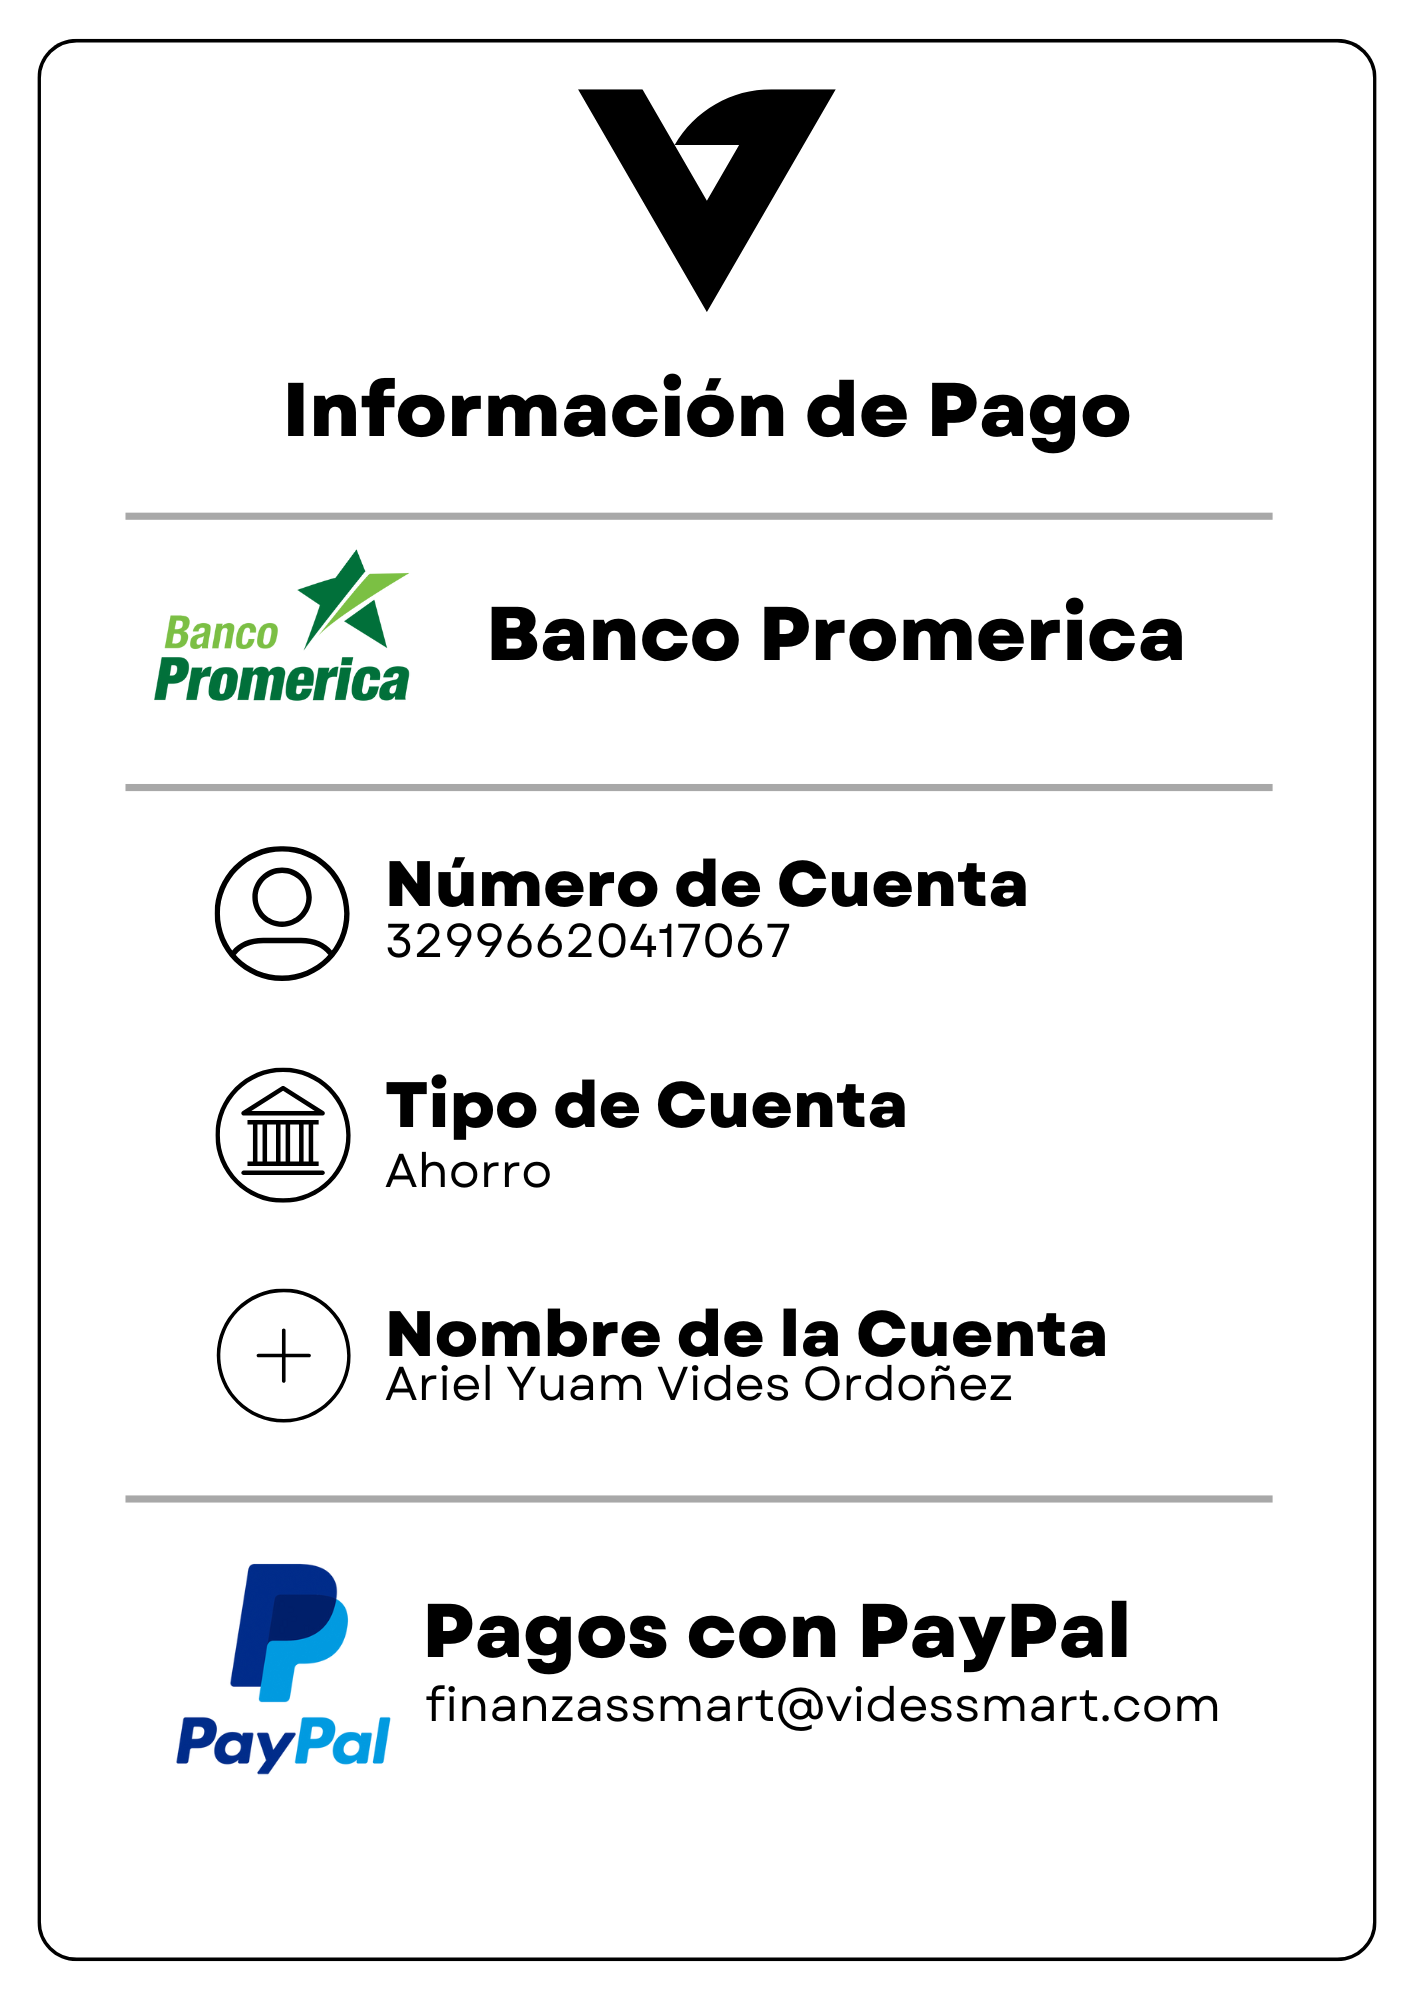 Información de Pago
Banco
Promerica
Banco Promerica
Número de Cuenta
32996620417067
Tipo de Cuenta
Ahorro
Nombre de la Cuenta
Ariel Yuam Vides Ordoñez
PayPal
Pagos con PayPal
finanzassmart@videssmart.com